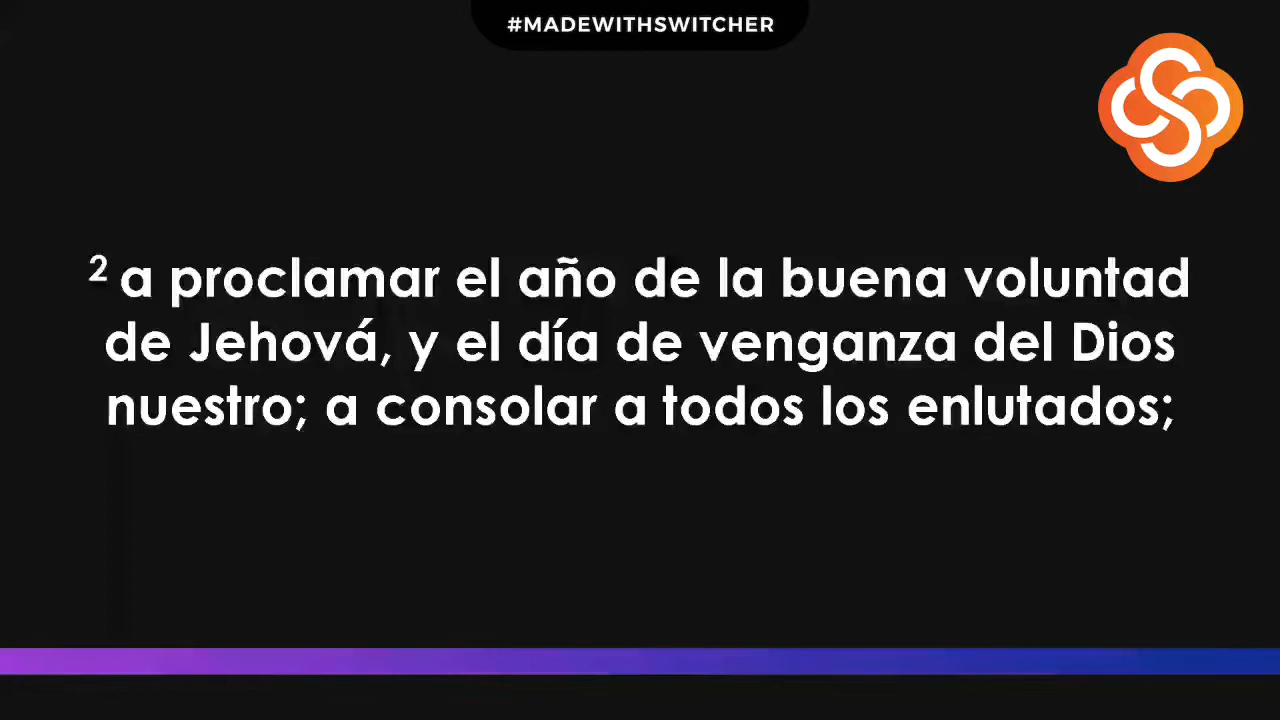 #MADEWITHSWITCHER
2 a proclamar el año de la buena voluntad
de Jehová, y el día de venganza del Dios
nuestro; a consolar a todos los enlutados;